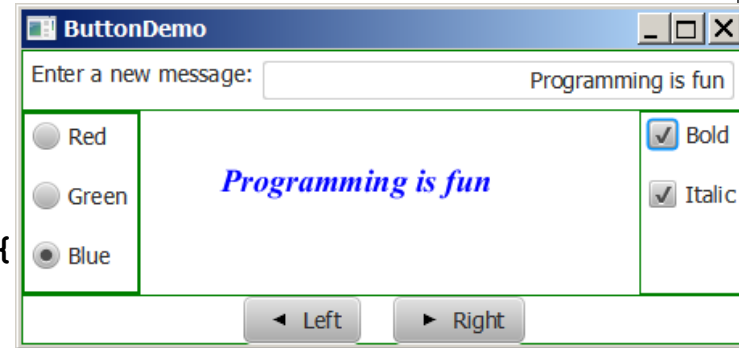 ButtonDemo
Enter a new message: Programming is fun
Red
Green
Blue
Programming is fun
Bold
Italic
{
Left
Right